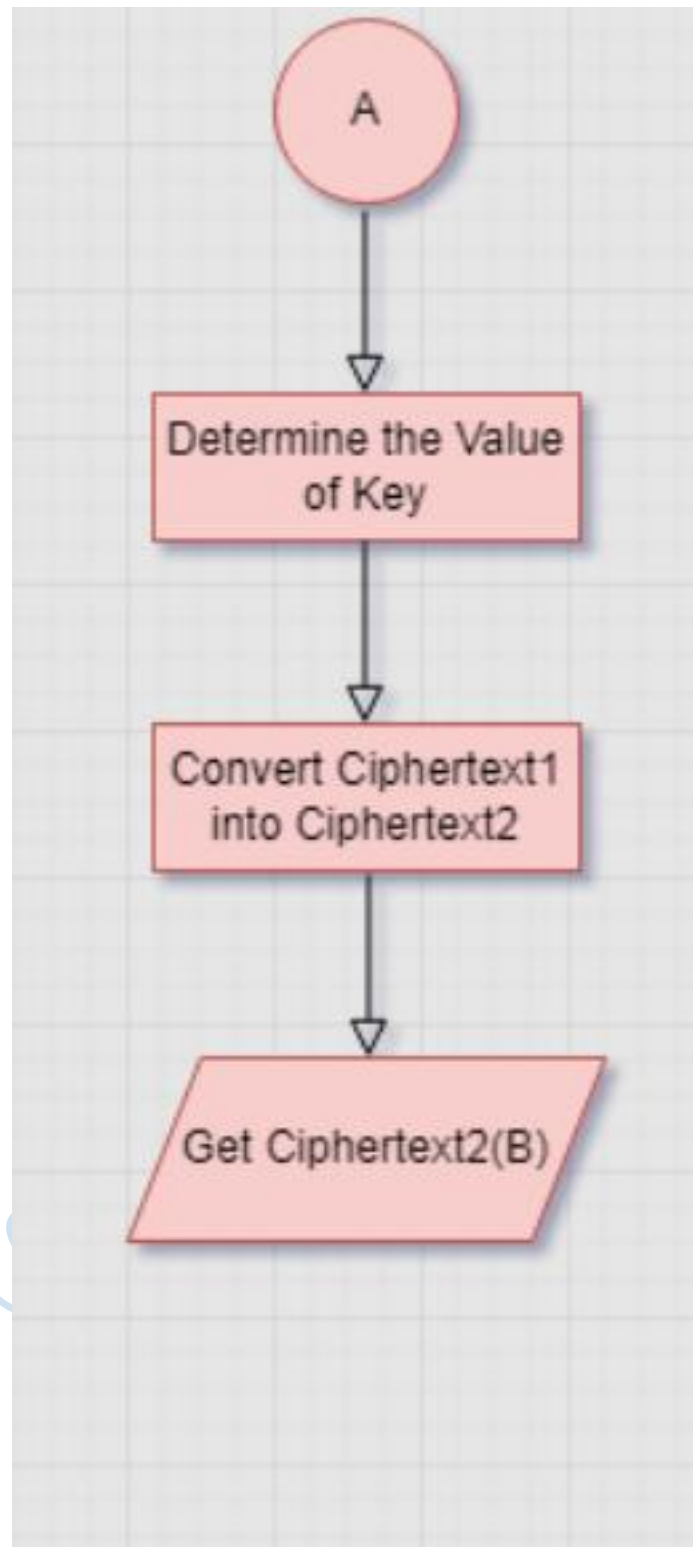 A
Determine the Value
of Key
Convert Ciphertext1
into Ciphertext2
Get Ciphertext2(B)